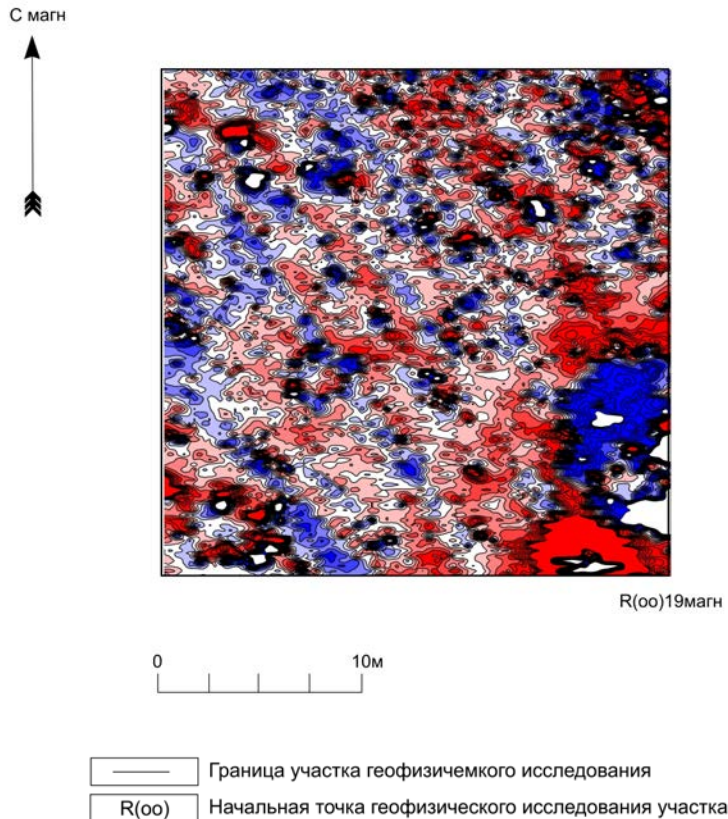 С магн
R(oo)19магн
0 10м
Граница участка геофизичемкого исследования
R(oo) Начальная точка геофизического исследования участка